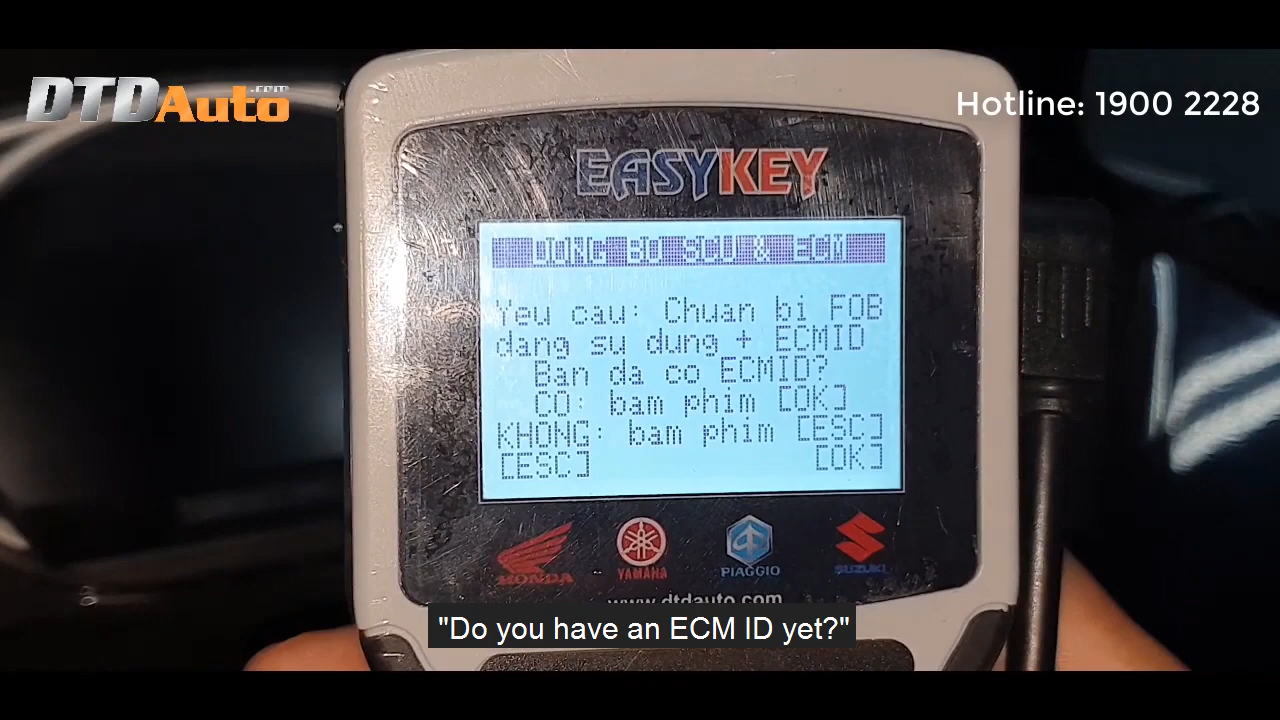 DTDAuto.com
Hotline: 1900 2228
EASYKEY
DONG BO SCU & ECM
Yeu cau: Chuan bi FOB
dang su dung + ECMID
Ban da co ECMID?
CO: bam phim [OK]
KHONG: bam phim [ESC]
[ESC] [OK]
HONDA YAMAHA PIAGGIO SUZUKI
www.dtdauto.com
"Do you have an ECM ID yet?"